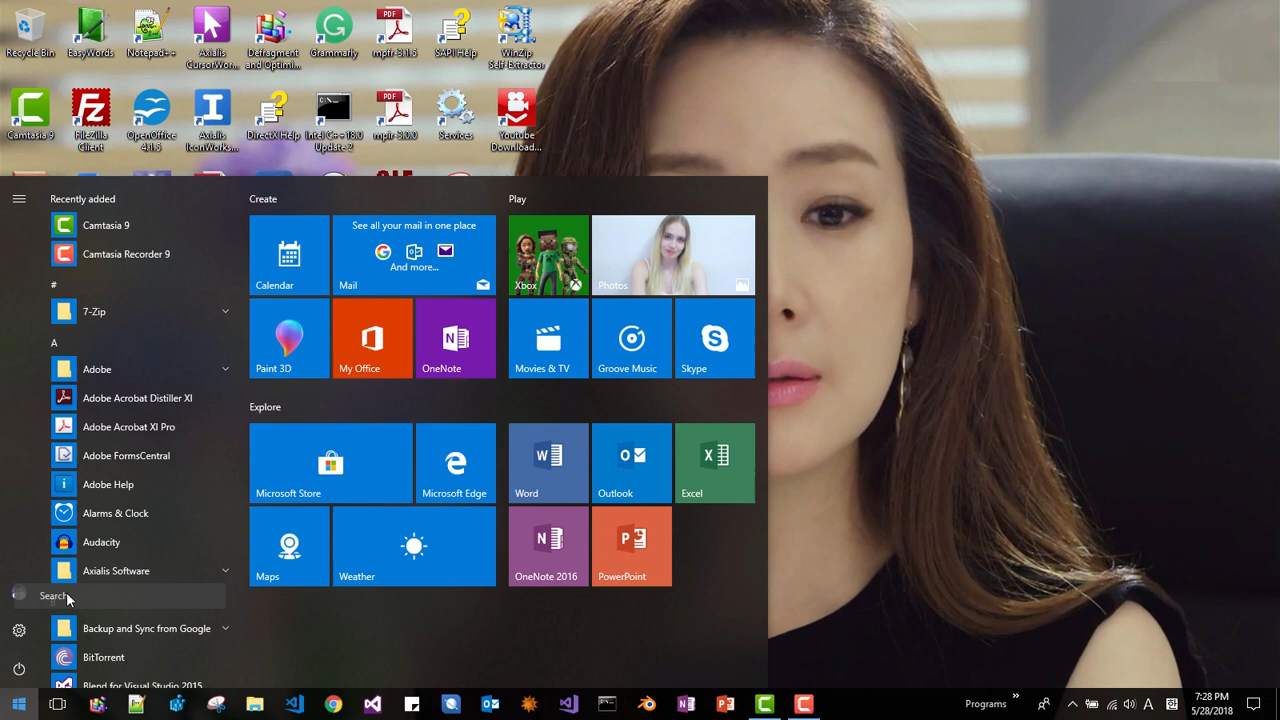 Recycle Bin
EasyWords
Notepad++
Axialis
CursorWor...
Defragment
and Optimi...
Grammarly
PDF
mpfr-3.1.5
SAPI Help
WinZip
Self-Extractor
Camtasia 9
FileZilla
Client
OpenOffice
4.1.5
Axialis
IconWorks...
DirectX Help
Intel C++ 18.0
Update 2
PDF
mpir-3.0.0
Services
Youtube
Download...
Recently added
Camtasia 9
Camtasia Recorder 9
#
7-Zip
A
Adobe
Adobe Acrobat Distiller XI
Adobe Acrobat XI Pro
Adobe FormsCentral
Adobe Help
Alarms & Clock
Audacity
Axialis Software
Search
Backup and Sync from Google
BitTorrent
Blend for Visual Studio 2015
Create
Calendar
See all your mail in one place
And more...
Mail
Paint 3D
My Office
OneNote
Explore
Microsoft Store
Microsoft Edge
Maps
Weather
Play
Xbox
Photos
Movies & TV
Groove Music
Skype
Word
Outlook
Excel
OneNote 2016
PowerPoint
Programs
A
7:28 PM
5/28/2018